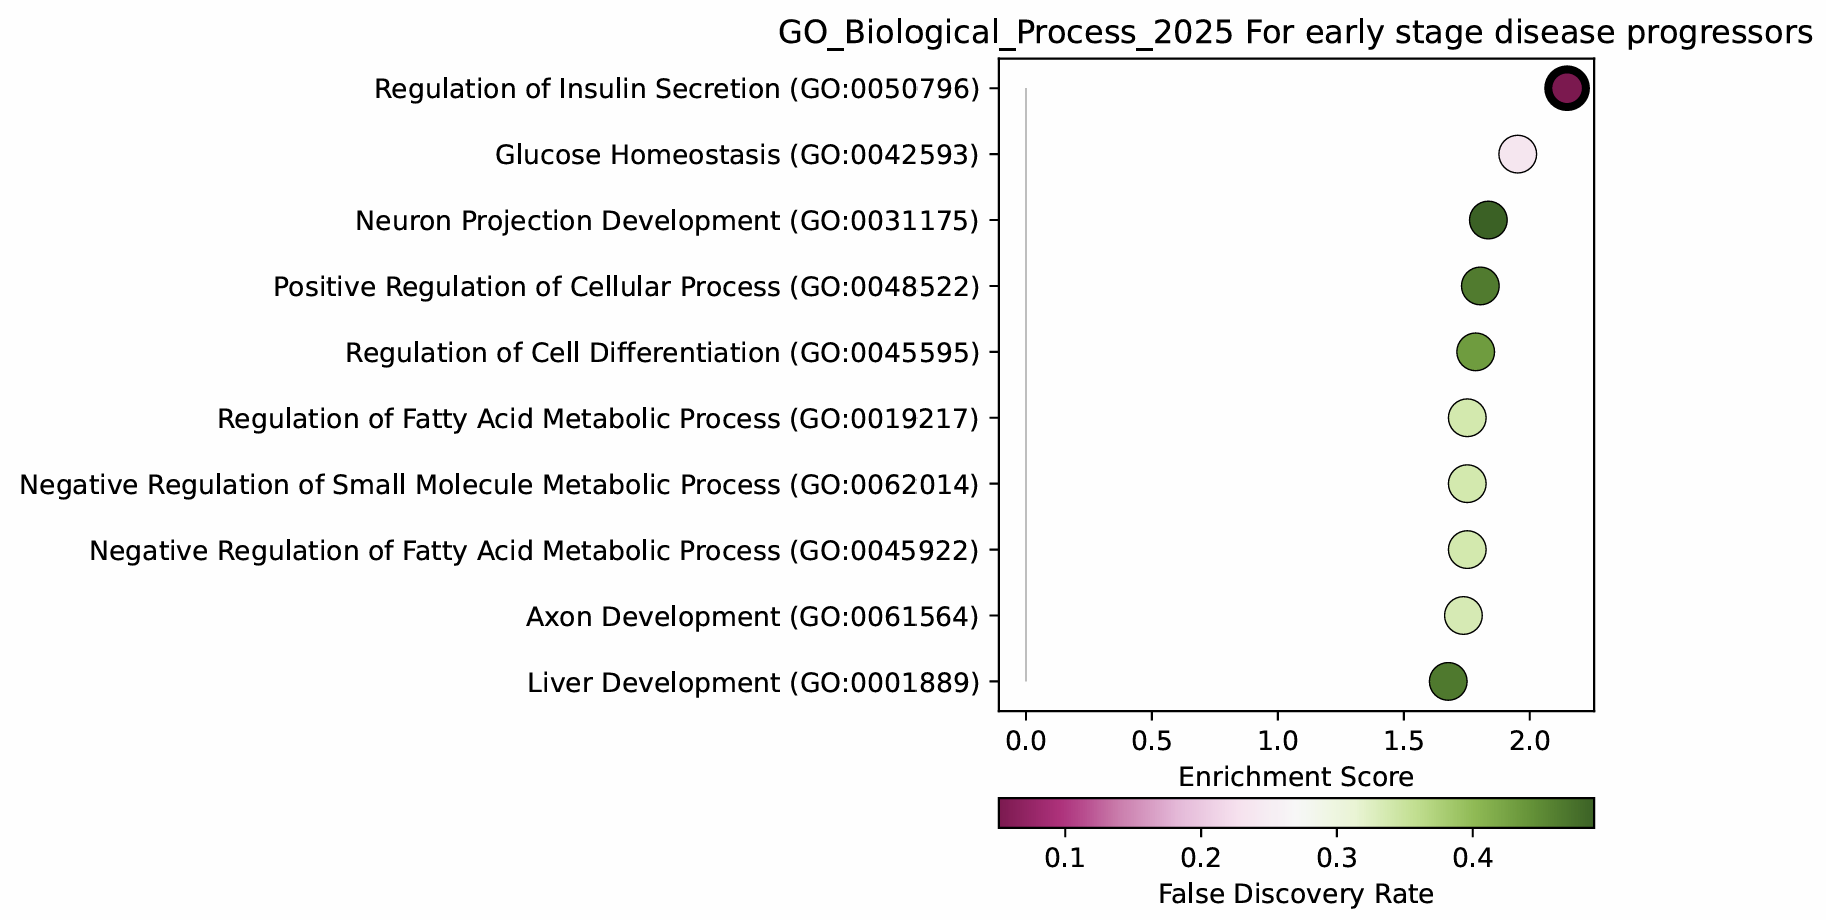 GO_Biological_Process_2025 For early stage disease progressors
Regulation of Insulin Secretion (GO:0050796)
Glucose Homeostasis (GO:0042593)
Neuron Projection Development (GO:0031175)
Positive Regulation of Cellular Process (GO:0048522)
Regulation of Cell Differentiation (GO:0045595)
Regulation of Fatty Acid Metabolic Process (GO:0019217)
Negative Regulation of Small Molecule Metabolic Process (GO:0062014)
Negative Regulation of Fatty Acid Metabolic Process (GO:0045922)
Axon Development (GO:0061564)
Liver Development (GO:0001889)
0.0 0.5 1.0 1.5 2.0
Enrichment Score
0.1 0.2 0.3 0.4
False Discovery Rate